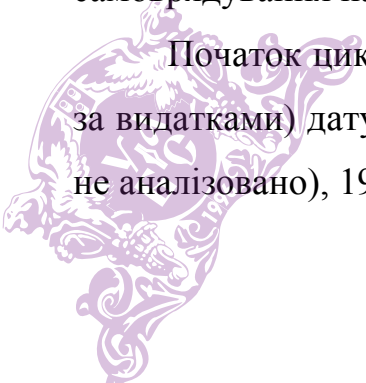 Початок цик
за видатками) дату
не аналізовано), 19